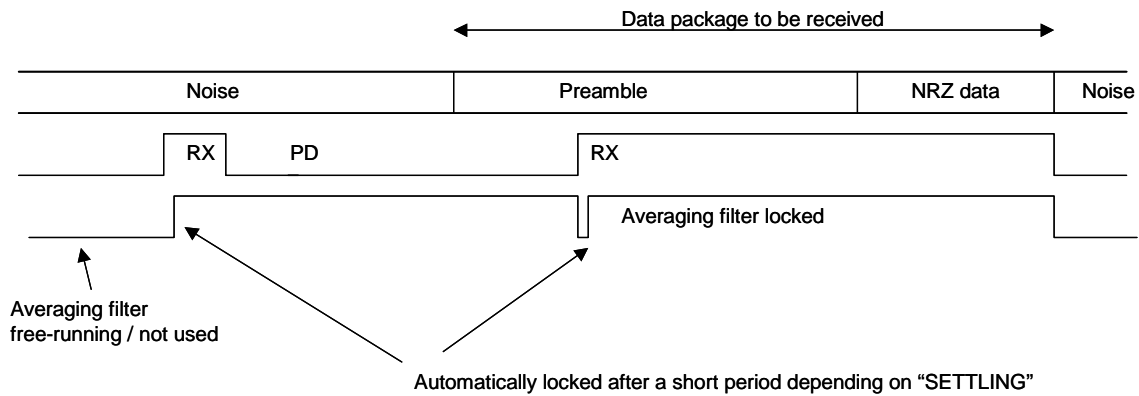 Data package to be received
Noise Preamble NRZ data Noise
RX PD RX
Averaging filter locked
Averaging filter
free-running / not used
Automatically locked after a short period depending on “SETTLING”